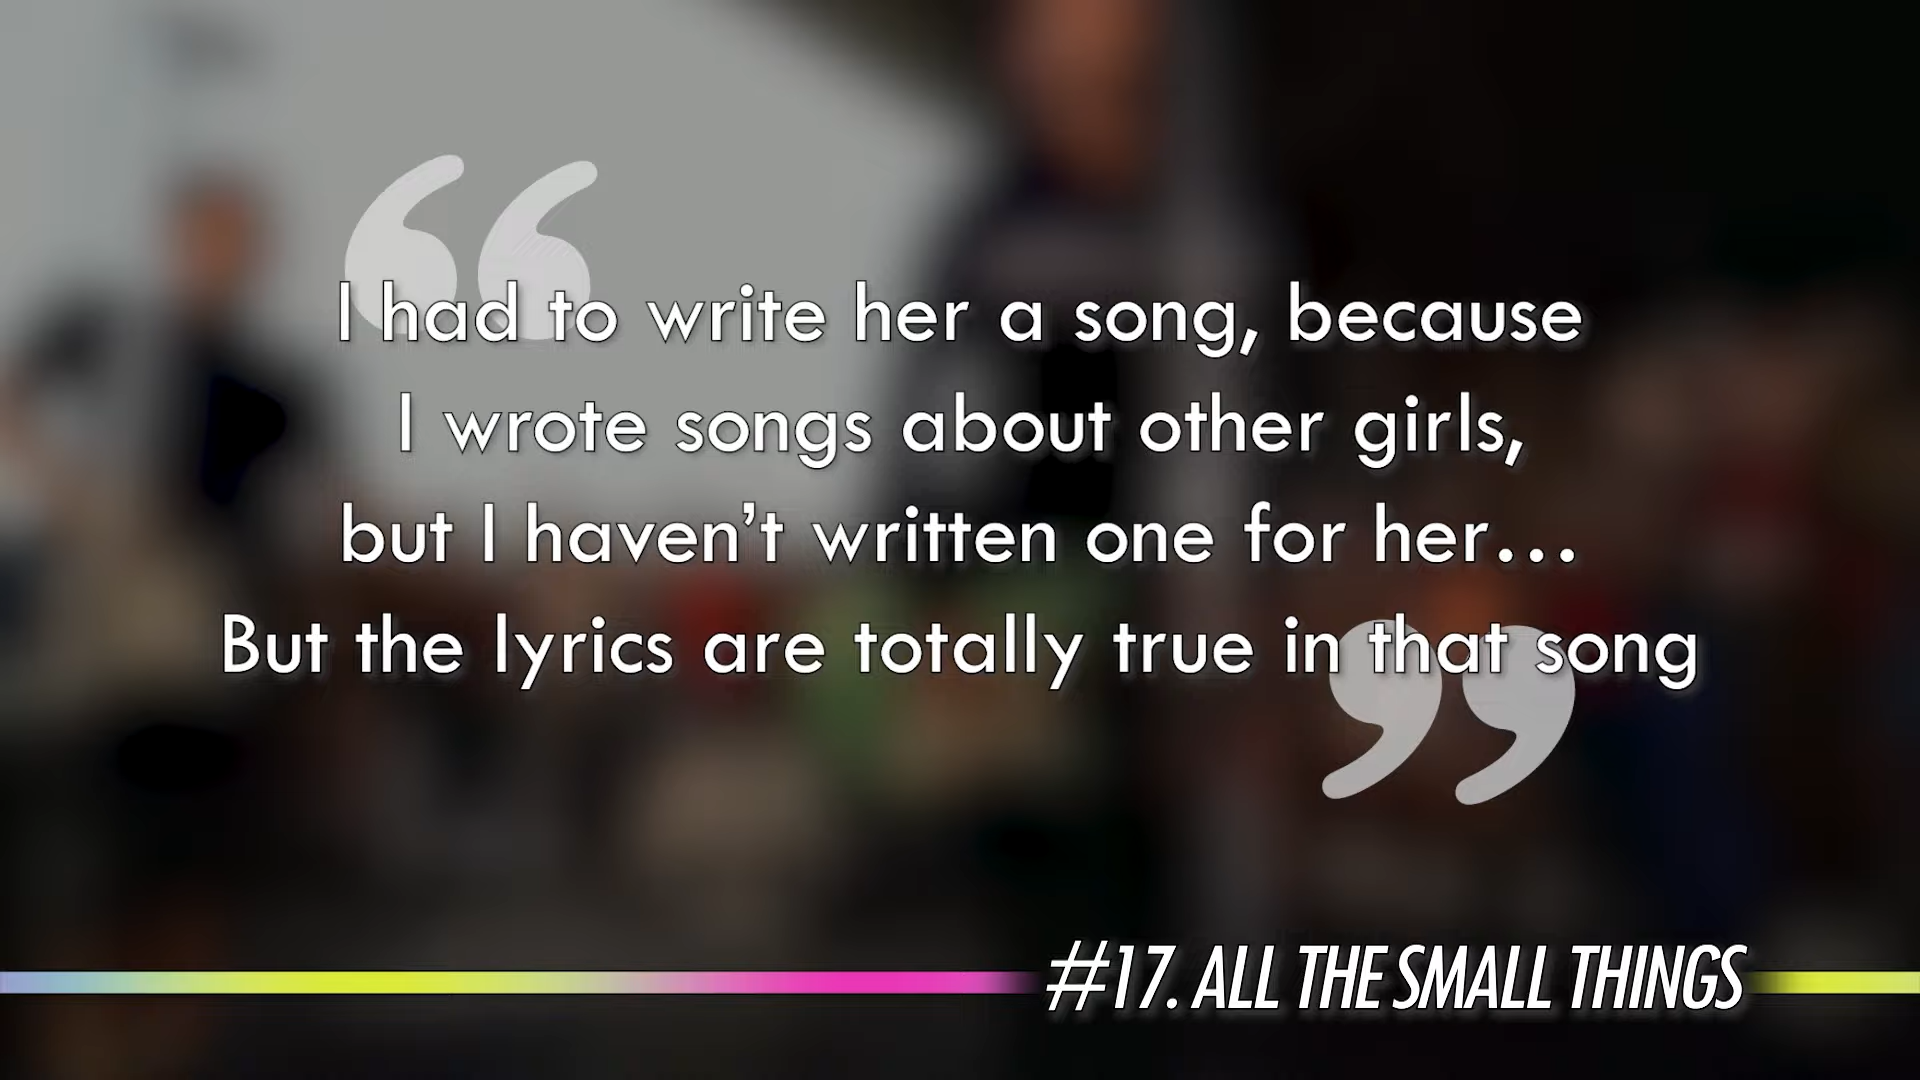 I had to write her a song, because
I wrote songs about other girls,
but I haven’t written one for her...
But the lyrics are totally true in that song
#17. ALL THE SMALL THINGS